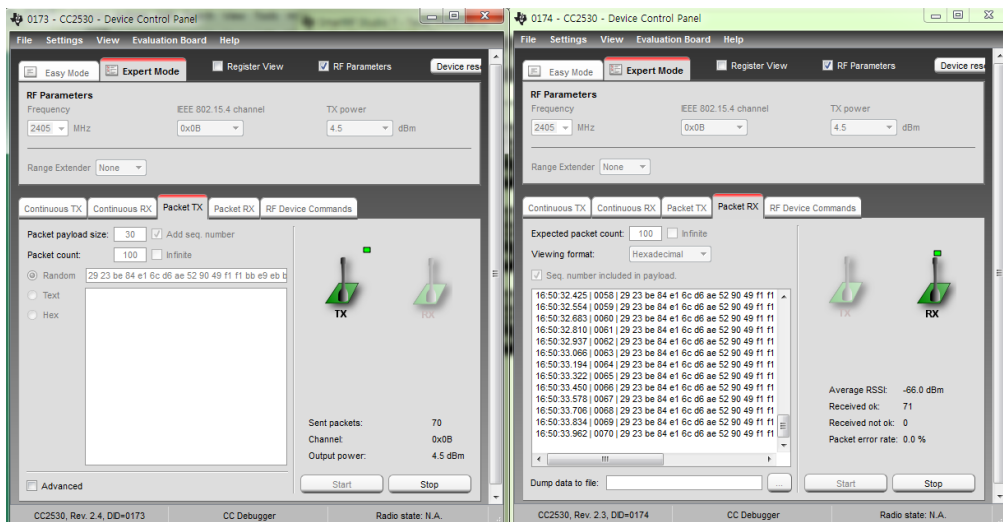 0173 - CC2530 - Device Control Panel
File Settings View Evaluation Board Help
Easy Mode Expert Mode Register View RF Parameters Device res
RF Parameters
Frequency IEEE 802.15.4 channel TX power
2405 MHz 0x0B 4.5 dBm
Range Extender None
Continuous TX Continuous RX Packet TX Packet RX RF Device Commands
Packet payload size: 30 Add seq. number
Packet count: 100 Infinite
Random 29 23 be 84 e1 6c d6 ae 52 90 49 f1 f1 bb e9 eb b
Text
Hex
TX RX
Sent packets: 70
Channel: 0x0B
Output power: 4.5 dBm
Advanced Start Stop
CC2530, Rev. 2.4, DID=0173 CC Debugger Radio state: N.A.
0174 - CC2530 - Device Control Panel
File Settings View Evaluation Board Help
Easy Mode Expert Mode Register View RF Parameters Device rese
RF Parameters
Frequency IEEE 802.15.4 channel TX power
2405 MHz 0x0B 4.5 dBm
Range Extender None
Continuous TX Continuous RX Packet TX Packet RX RF Device Commands
Expected packet count: 100 Infinite
Viewing format: Hexadecimal
Seq. number included in payload.
16:50:32.425 | 0058 | 29 23 be 84 e1 6c d6 ae 52 90 49 f1 f1
16:50:32.554 | 0059 | 29 23 be 84 e1 6c d6 ae 52 90 49 f1 f1
16:50:32.683 | 0060 | 29 23 be 84 e1 6c d6 ae 52 90 49 f1 f1
16:50:32.810 | 0061 | 29 23 be 84 e1 6c d6 ae 52 90 49 f1 f1
16:50:32.937 | 0062 | 29 23 be 84 e1 6c d6 ae 52 90 49 f1 f1
16:50:33.066 | 0063 | 29 23 be 84 e1 6c d6 ae 52 90 49 f1 f1
16:50:33.194 | 0064 | 29 23 be 84 e1 6c d6 ae 52 90 49 f1 f1
16:50:33.322 | 0065 | 29 23 be 84 e1 6c d6 ae 52 90 49 f1 f1
16:50:33.450 | 0066 | 29 23 be 84 e1 6c d6 ae 52 90 49 f1 f1
16:50:33.578 | 0067 | 29 23 be 84 e1 6c d6 ae 52 90 49 f1 f1
16:50:33.706 | 0068 | 29 23 be 84 e1 6c d6 ae 52 90 49 f1 f1
16:50:33.834 | 0069 | 29 23 be 84 e1 6c d6 ae 52 90 49 f1 f1
16:50:33.962 | 0070 | 29 23 be 84 e1 6c d6 ae 52 90 49 f1 f1
TX RX
Average RSSI: -66.0 dBm
Received ok: 71
Received not ok: 0
Packet error rate: 0.0 %
Dump data to file: ... Start Stop
CC2530, Rev. 2.3, DID=0174 CC Debugger Radio state: N.A.